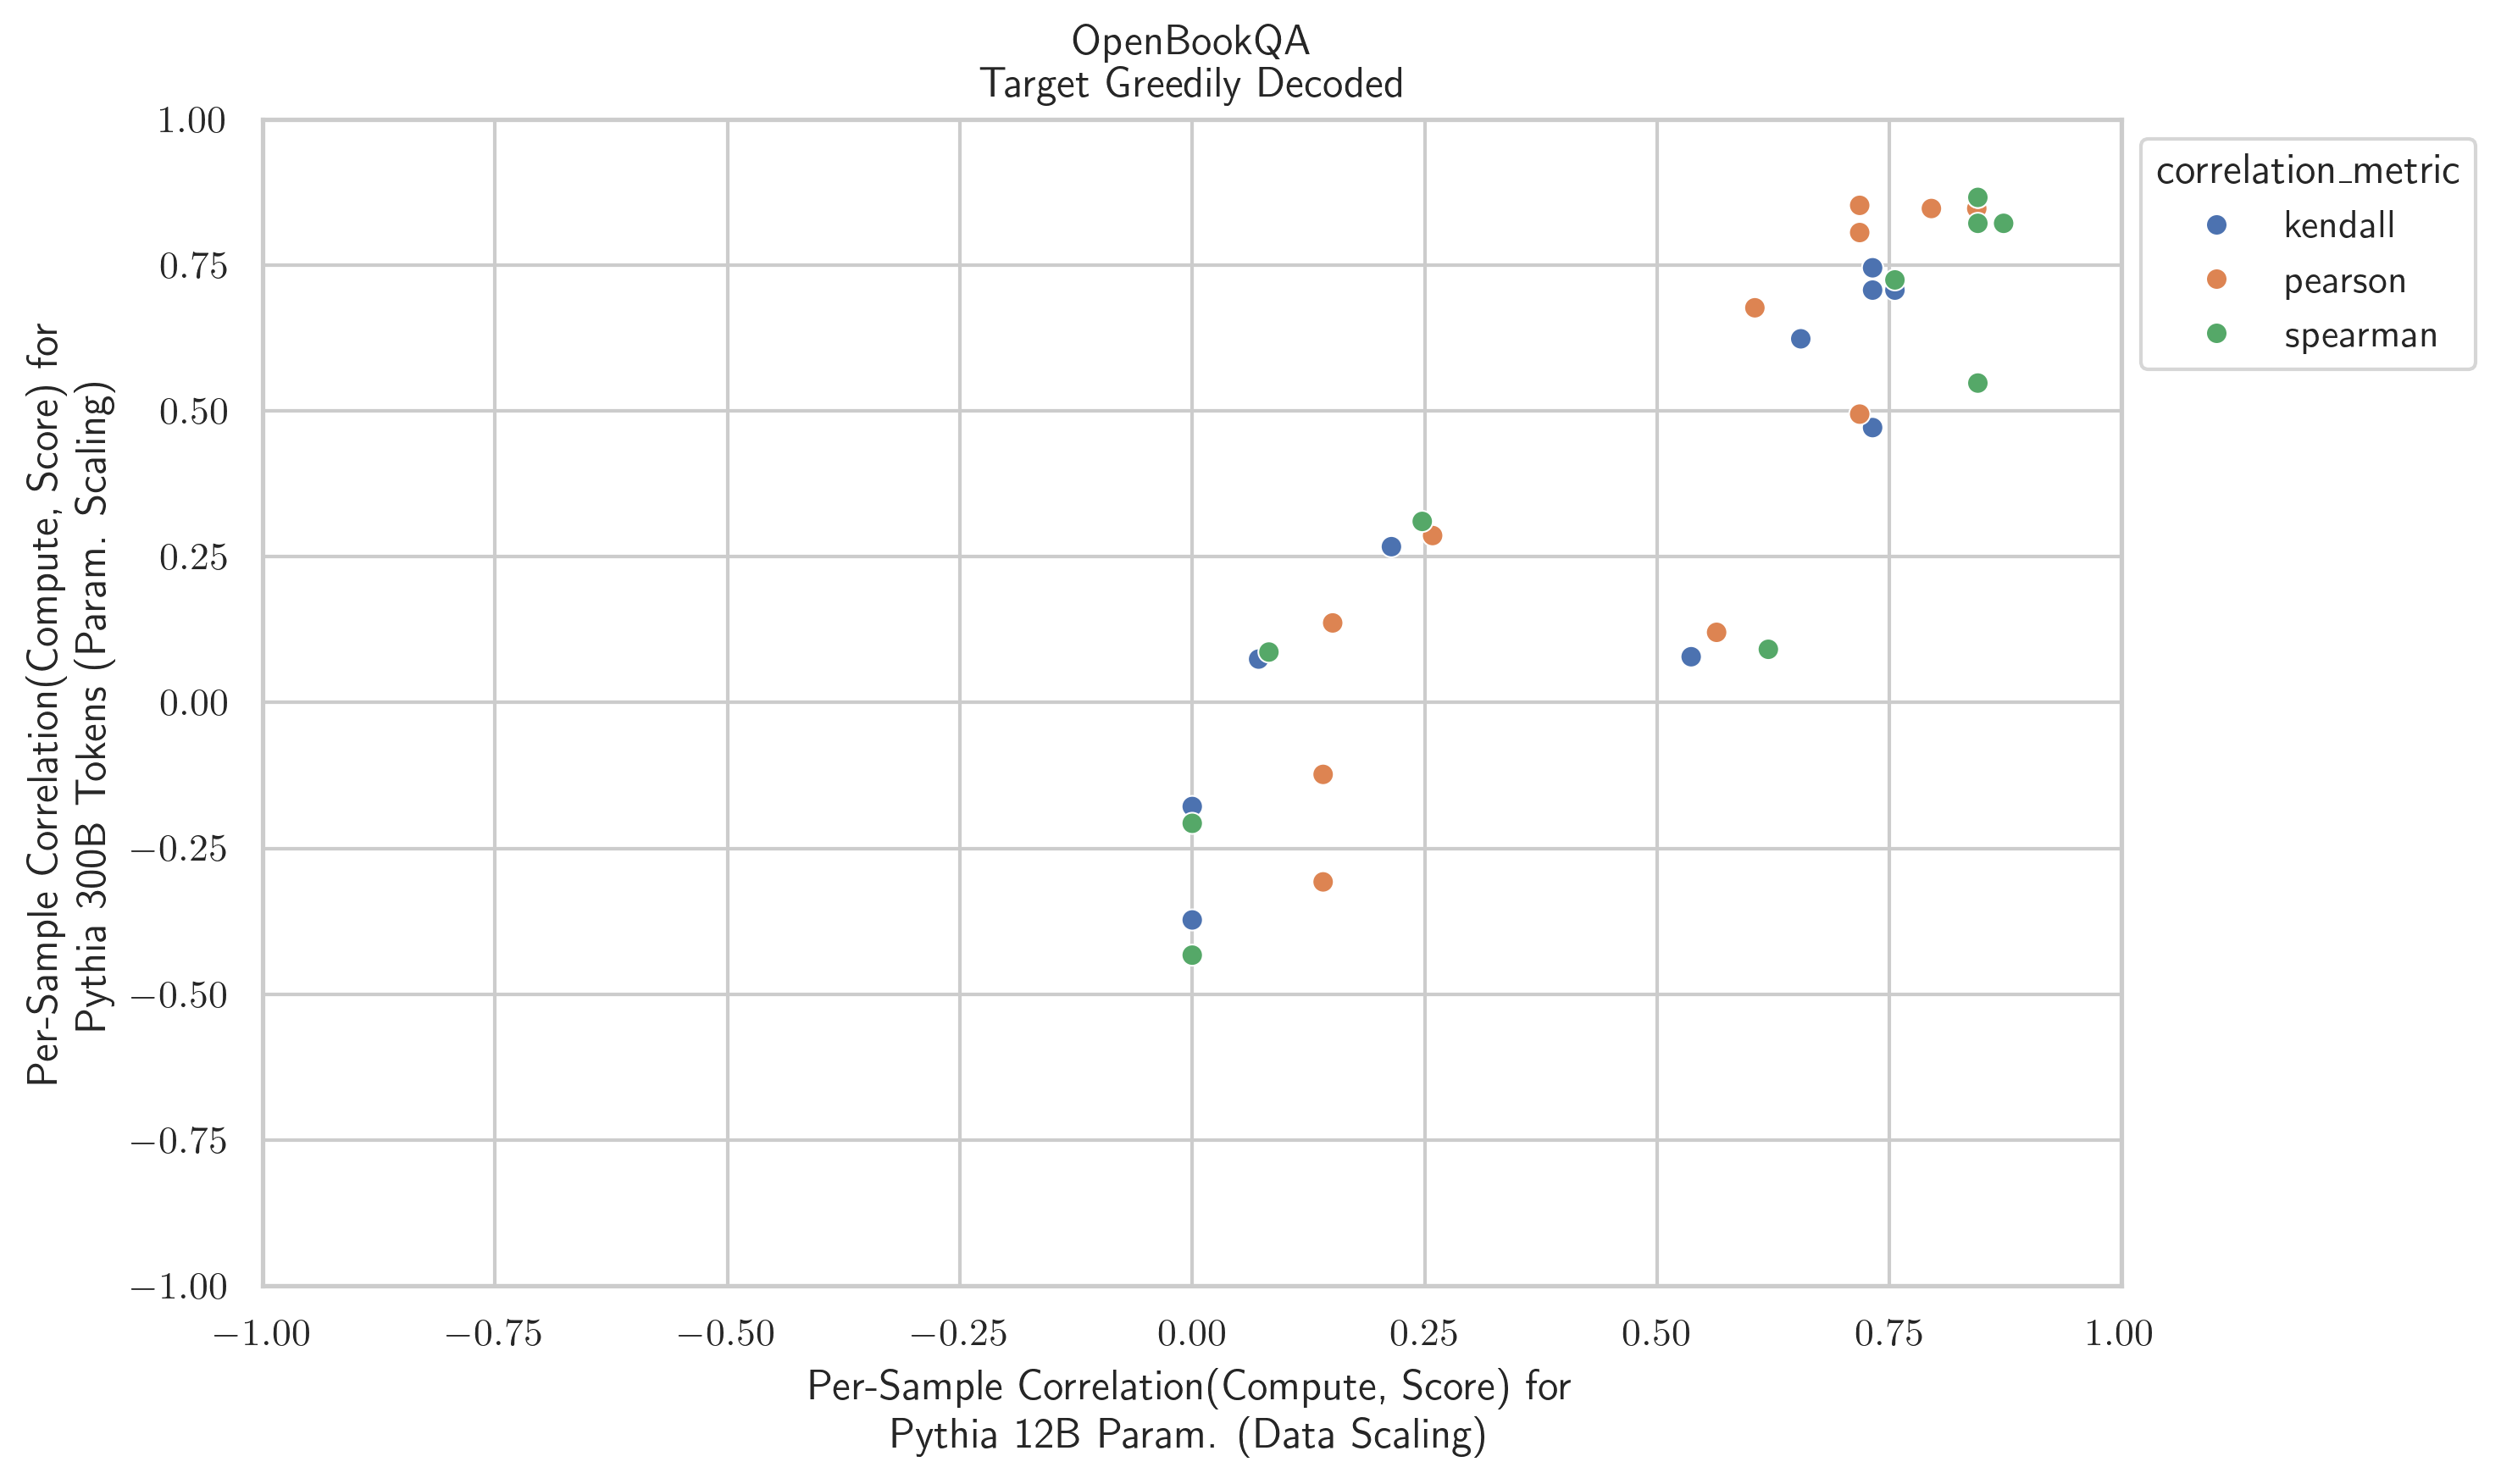 OpenBookQA
Target Greedily Decoded
Per-Sample Correlation(Compute, Score) for
Pythia 300B Tokens (Param. Scaling)
1.00
0.75
0.50
0.25
0.00
−0.25
−0.50
−0.75
−1.00
−1.00 −0.75 −0.50 −0.25 0.00 0.25 0.50 0.75 1.00
Per-Sample Correlation(Compute, Score) for
Pythia 12B Param. (Data Scaling)
correlation_metric
kendall
pearson
spearman